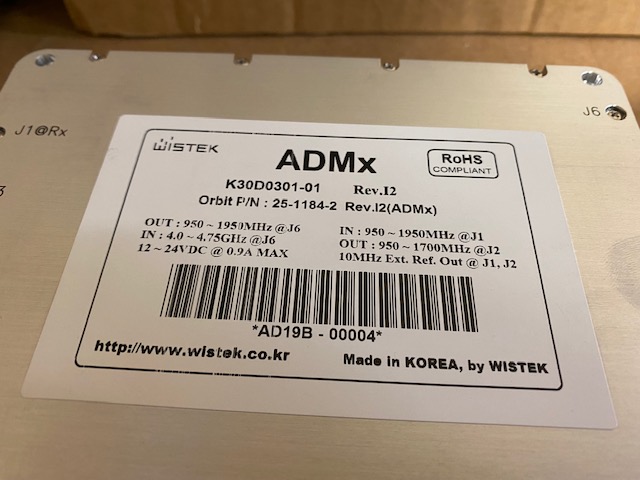 J6
J1@Rx
3
WISTEK
ADMx
RoHS
COMPLIANT
K30D0301-01 Rev.I2
Orbit P/N : 25-1184-2 Rev.I2(ADMx)
OUT : 950 ~ 1950MHz @J6
IN : 4.0 ~ 4.75GHz @J6
12 ~ 24VDC @ 0.9A MAX
IN : 950 ~ 1950MHz @J1
OUT : 950 ~ 1700MHz @J2
10MHz Ext. Ref. Out @ J1, J2
*AD19B - 00004*
http://www.wistek.co.kr
Made in KOREA, by WISTEK